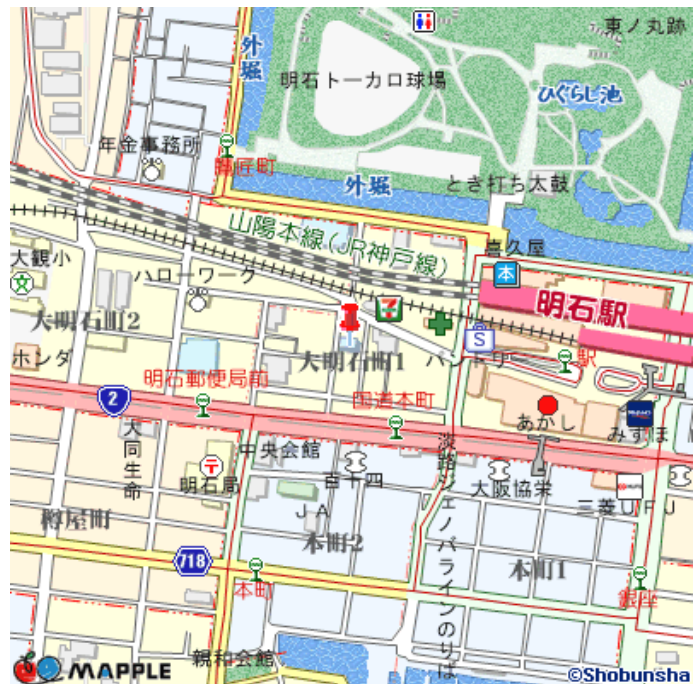 東ノ丸跡
外堀
明石トーカロ球場
ひぐらし池
年金事務所
鷹匠町
外堀
とき打ち太鼓
山陽本線(JR神戸線)
喜久屋
本
大観小
文
ハローワーク
明石駅
7
大明石町2
S
ホンダ
大明石町1
パントリ
駅
明石郵便局前
2
国道本町
あかし
みずほ
大同生命
中央会館
淡路ジェノバラインのりば
明石局
百十四
大阪協栄
三菱UFJ
樽屋町
JA
本町2
718
本町1
本町
銀座
親和会館
MAPPLE
©Shobunsha